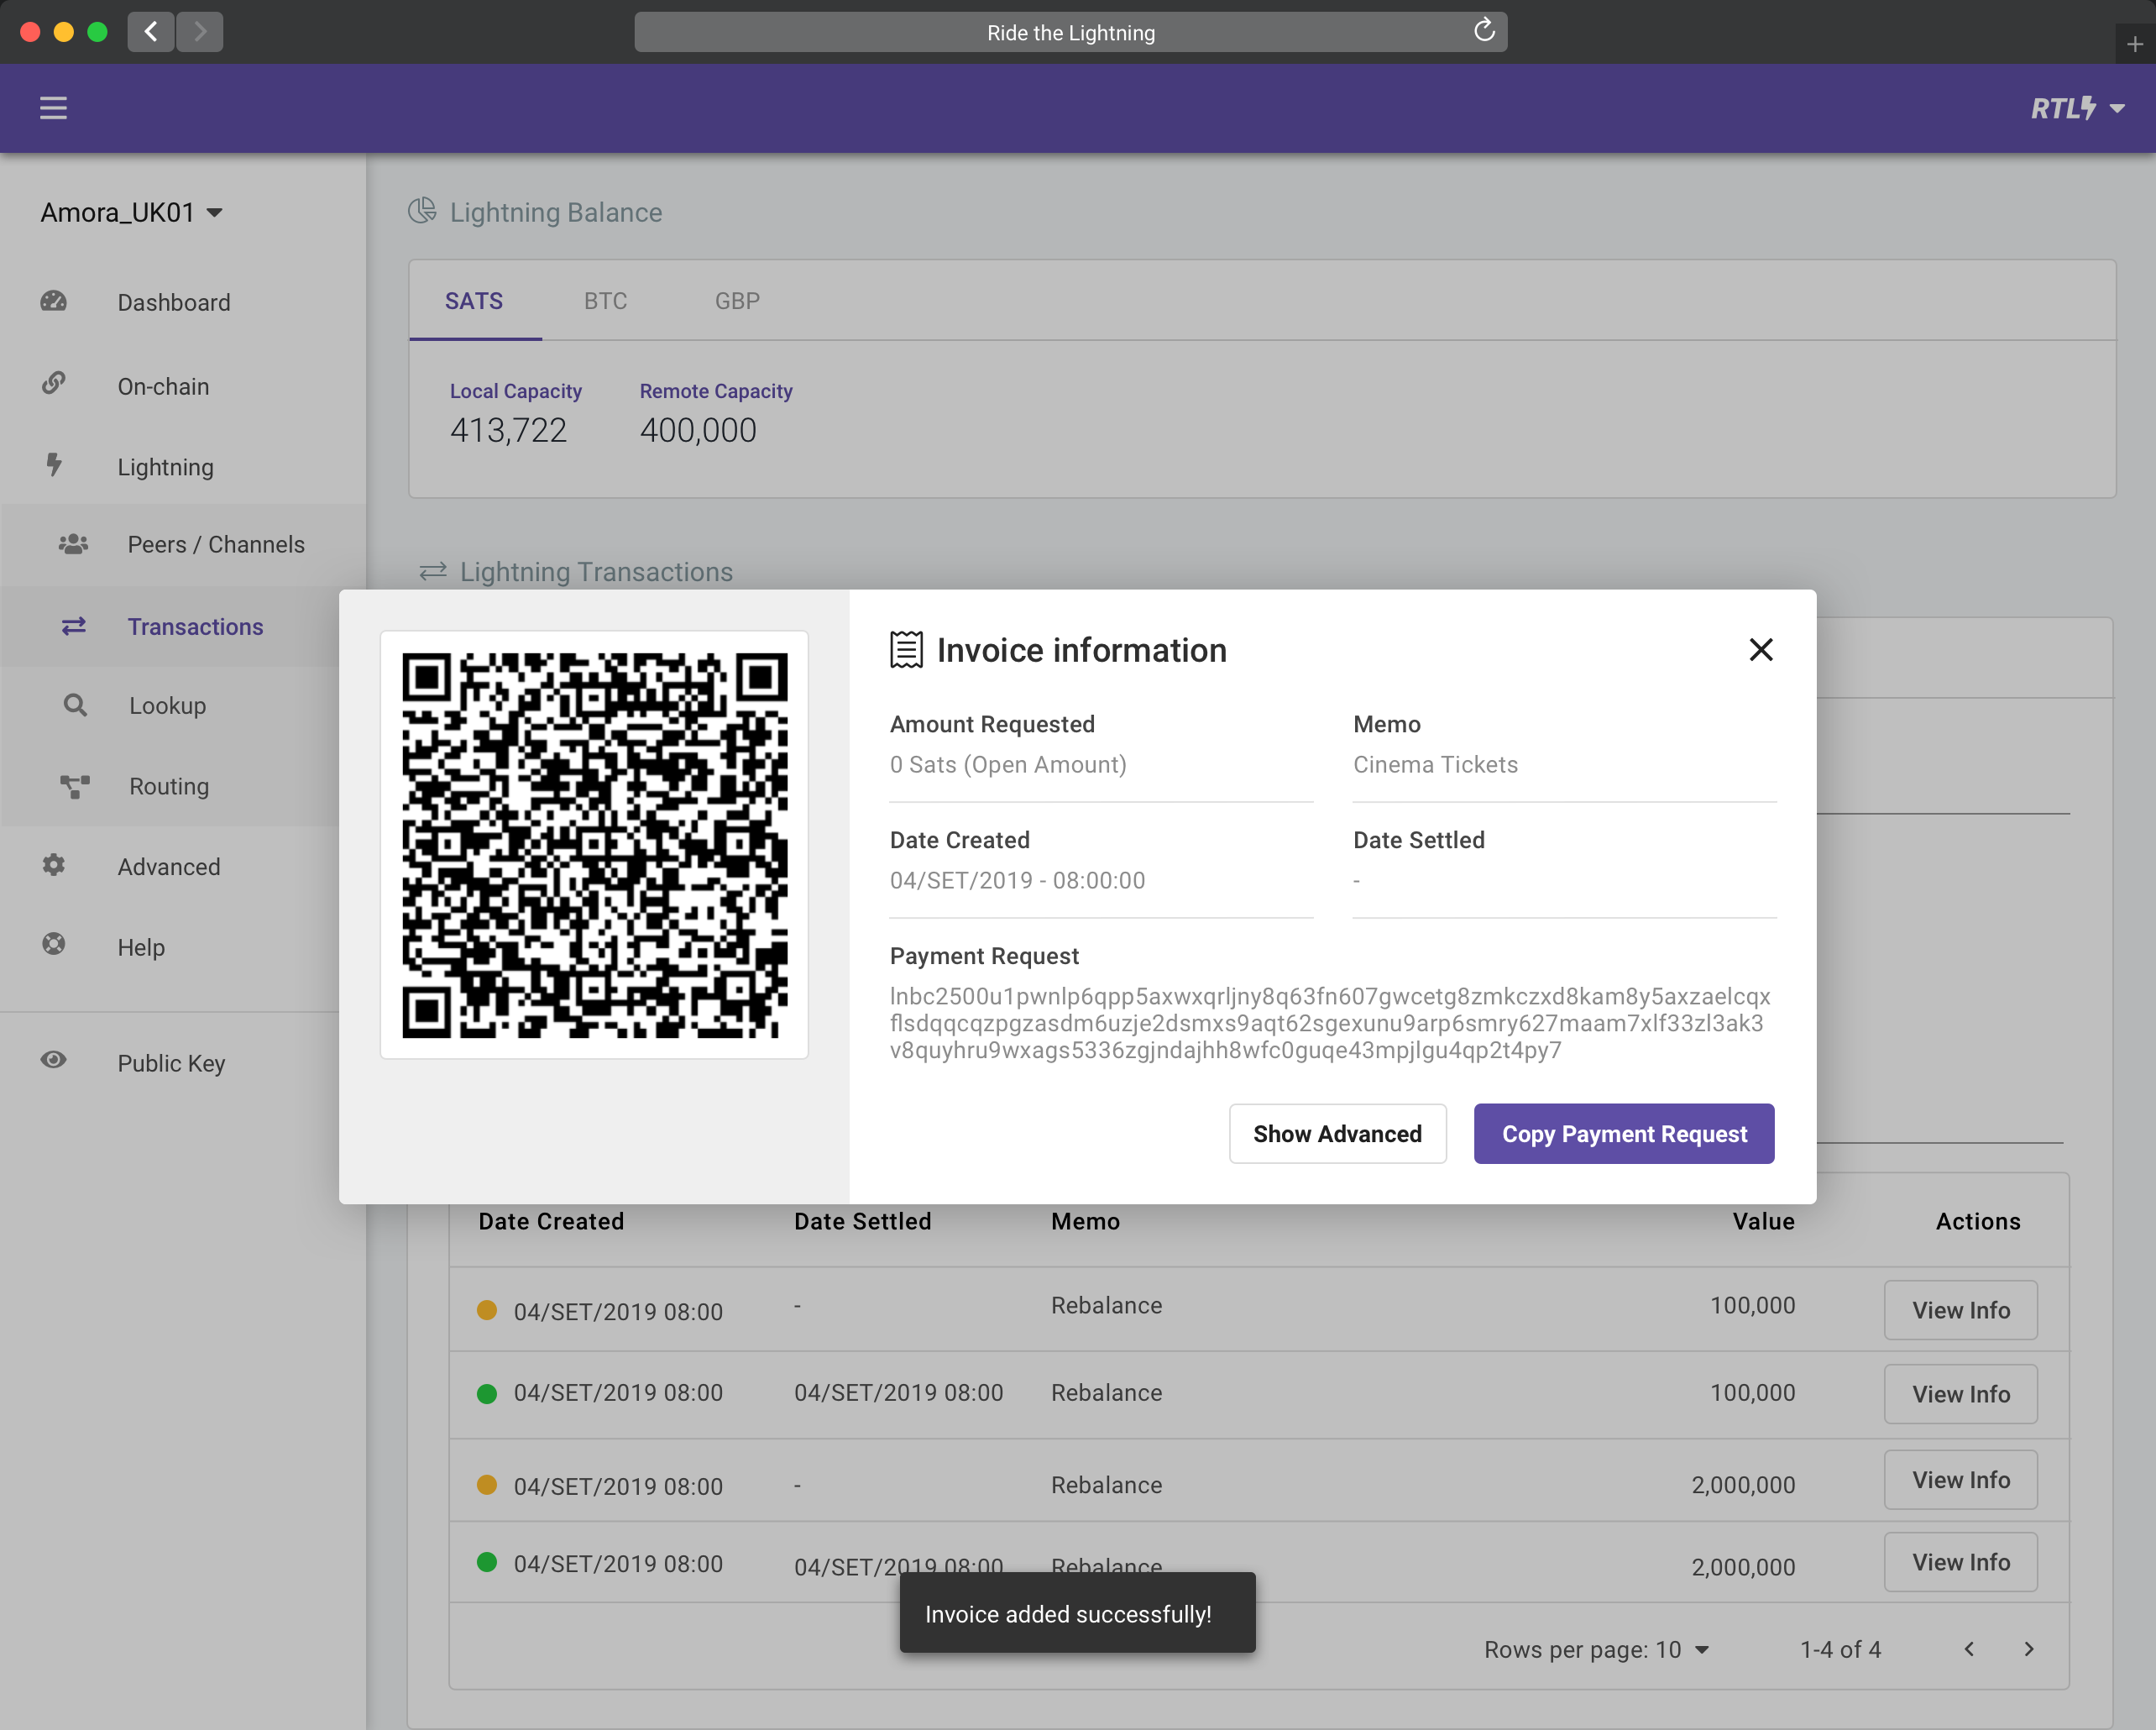 Ride the Lightning
RTL
Amora_UK01
Dashboard
On-chain
Lightning
Peers / Channels
Transactions
Lookup
Routing
Advanced
Help
Public Key
Lightning Balance
SATS BTC GBP
Local Capacity Remote Capacity
413,722 400,000
Lightning Transactions
Invoice information
Amount Requested Memo
0 Sats (Open Amount) Cinema Tickets
Date Created Date Settled
04/SET/2019 - 08:00:00 -
Payment Request
lnbc2500u1pwnlp6qpp5axwxqrljny8q63fn607gwcetg8zmkczxd8kam8y5axzaelcqx
flsdqqcqzpgzasdm6uzje2dsmxs9aqt62sgexunu9arp6smry627maam7xlf33zl3ak3
v8quyhru9wxags5336zgjndajhh8wfc0guqe43mpjlgu4qp2t4py7
Show Advanced Copy Payment Request
Date Created Date Settled Memo Value Actions
04/SET/2019 08:00 - Rebalance 100,000 View Info
04/SET/2019 08:00 04/SET/2019 08:00 Rebalance 100,000 View Info
04/SET/2019 08:00 - Rebalance 2,000,000 View Info
04/SET/2019 08:00 04/SET/2019 08:00 Rebalance 2,000,000 View Info
Invoice added successfully!
Rows per page: 10 1-4 of 4